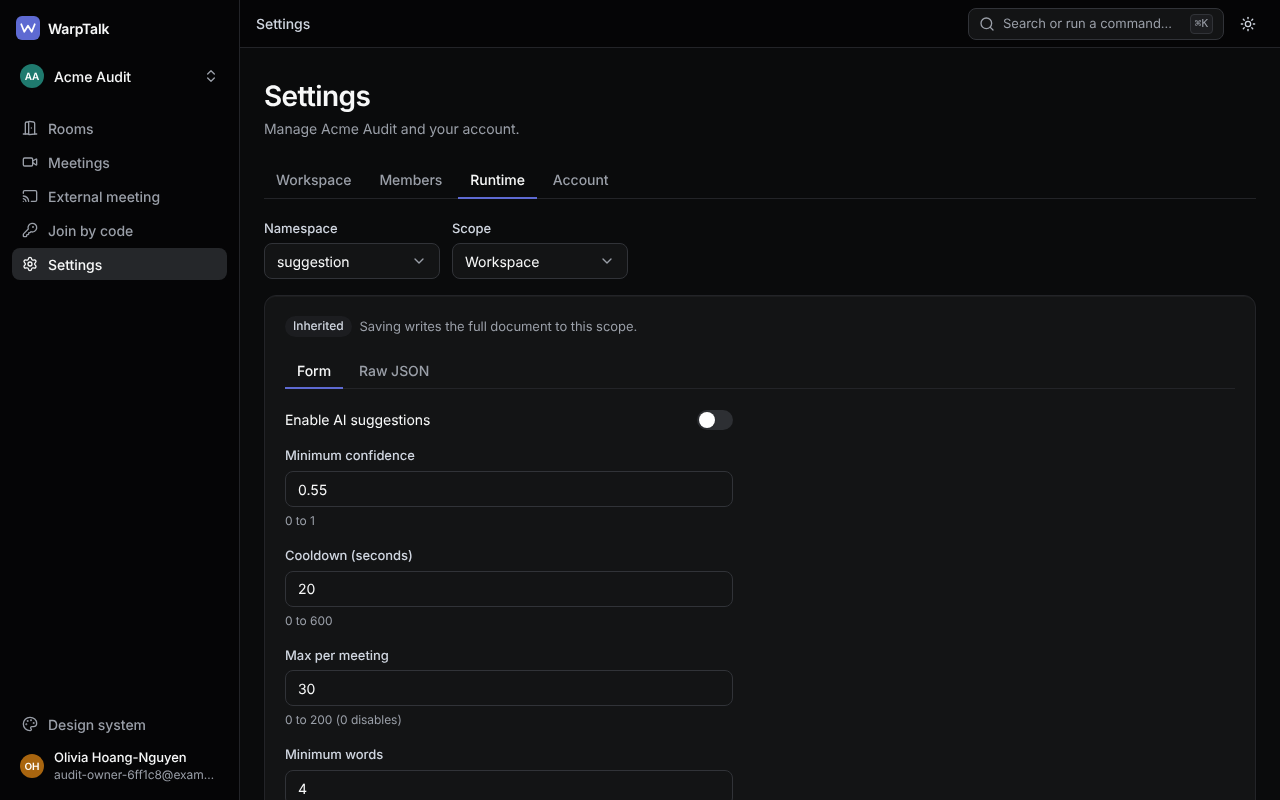 WarpTalk
Settings
Search or run a command...
⌘K
AA
Acme Audit
Rooms
Meetings
External meeting
Join by code
Settings
Settings
Manage Acme Audit and your account.
Workspace
Members
Runtime
Account
Namespace
Scope
suggestion
Workspace
Inherited
Saving writes the full document to this scope.
Form
Raw JSON
Enable AI suggestions
Minimum confidence
0.55
0 to 1
Cooldown (seconds)
20
0 to 600
Max per meeting
30
0 to 200 (0 disables)
Minimum words
4
Design system
OH
Olivia Hoang-Nguyen
audit-owner-6ff1c8@exam...